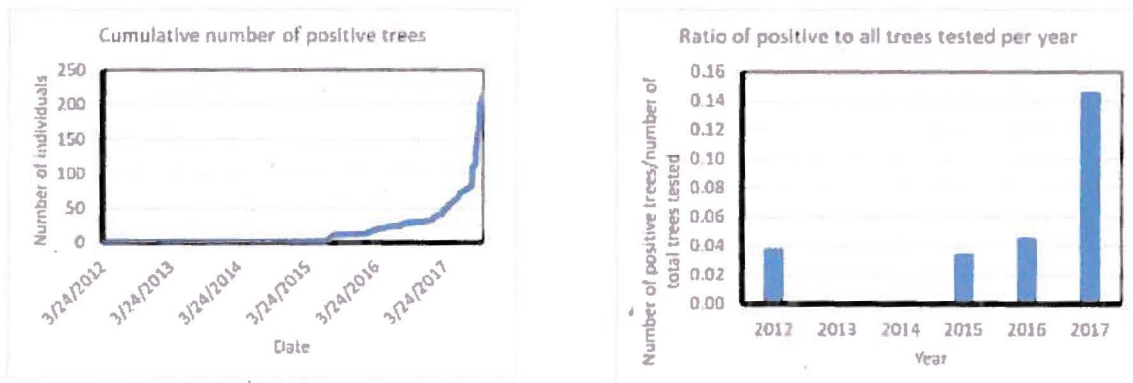 Cumulative number of positive trees
250
200
150
100
50
0
Number of individuals
3/24/2012
3/24/2013
3/24/2014
3/24/2015
3/24/2016
3/24/2017
Date
Ratio of positive to all trees tested per year
Number of positive trees/number of
total trees tested
0.16
0.14
0.12
0.10
0.08
0.06
0.04
0.02
0.00
2012 2013 2014 2015 2016 2017
Year